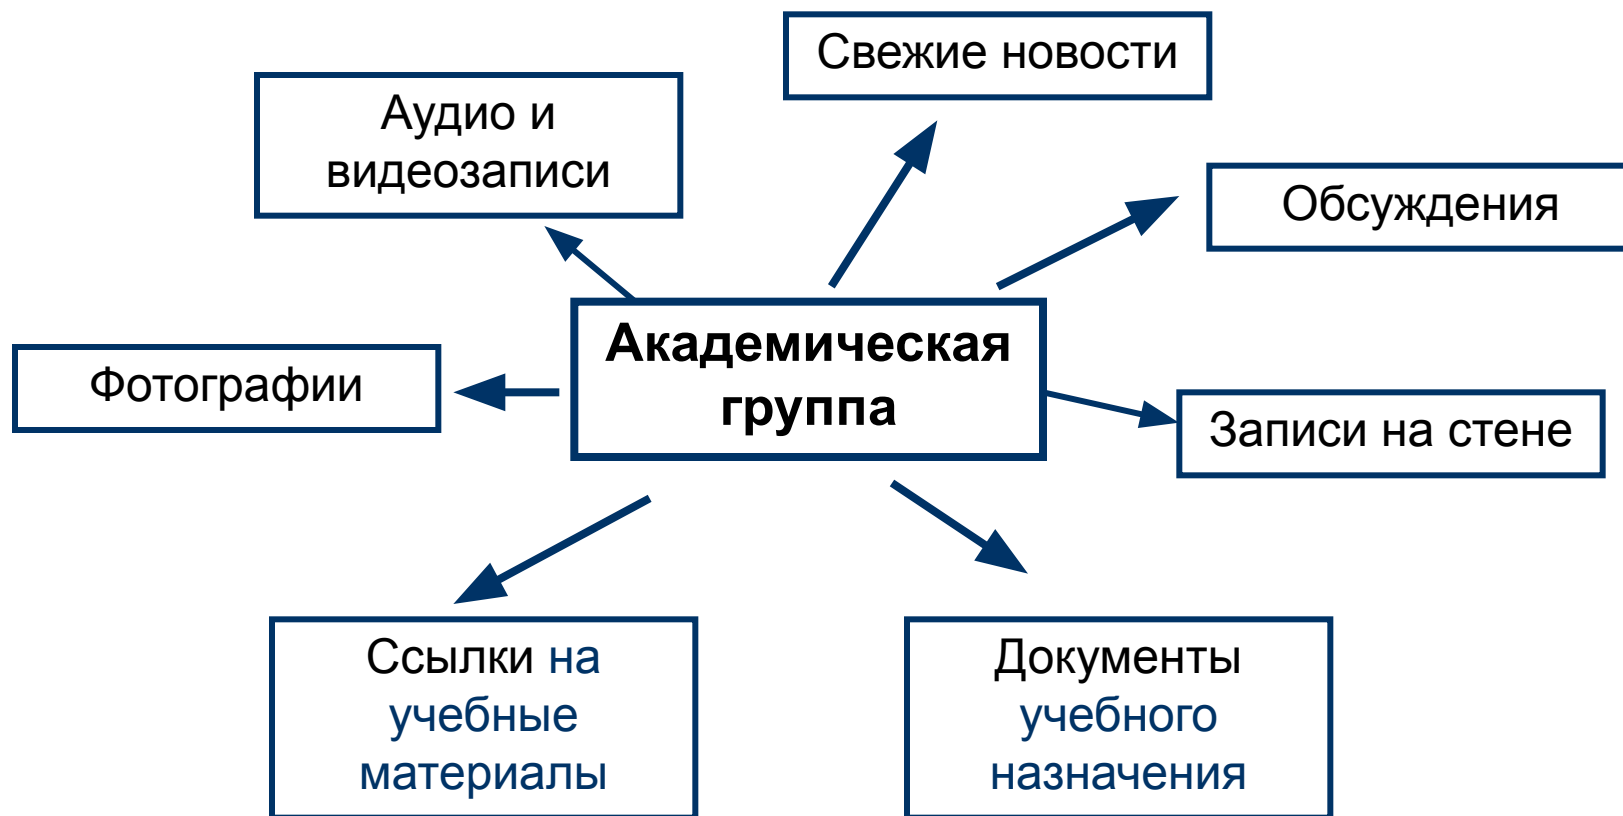 Свежие новости
Аудио и
видеозаписи
Обсуждения
Академическая
группа
Фотографии
Записи на стене
Ссылки на
учебные
материалы
Документы
учебного
назначения